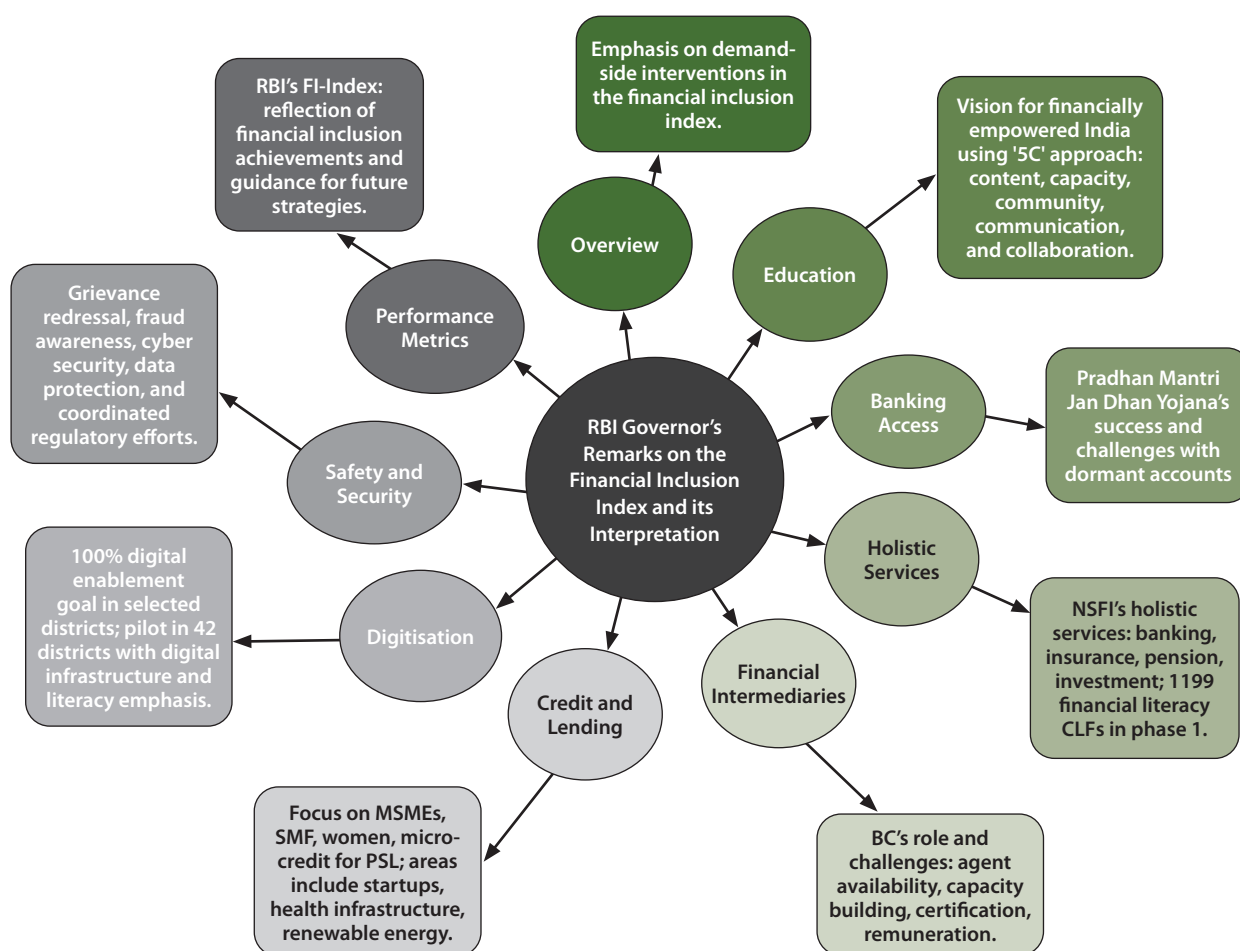 Emphasis on demand-
side interventions in
the financial inclusion
index.
RBI's FI-Index:
reflection of
financial inclusion
achievements and
guidance for future
strategies.
Vision for financially
empowered India
using '5C' approach:
content, capacity,
community,
communication,
and collaboration.
Overview
Education
Performance
Metrics
Grievance
redressal, fraud
awareness, cyber
security, data
protection, and
coordinated
regulatory efforts.
Banking
Access
Pradhan Mantri
Jan Dhan Yojana’s
success and
challenges with
dormant accounts
RBI Governor’s
Remarks on the
Financial Inclusion
Index and its
Interpretation
Safety and
Security
Holistic
Services
100% digital
enablement
goal in selected
districts; pilot in 42
districts with digital
infrastructure and
literacy emphasis.
Digitisation
NSFI’s holistic
services: banking,
insurance, pension,
investment; 1199
financial literacy
CLFs in phase 1.
Financial
Intermediaries
Credit and
Lending
Focus on MSMEs,
SMF, women, micro-
credit for PSL; areas
include startups,
health infrastructure,
renewable energy.
BC’s role and
challenges: agent
availability, capacity
building, certification,
remuneration.